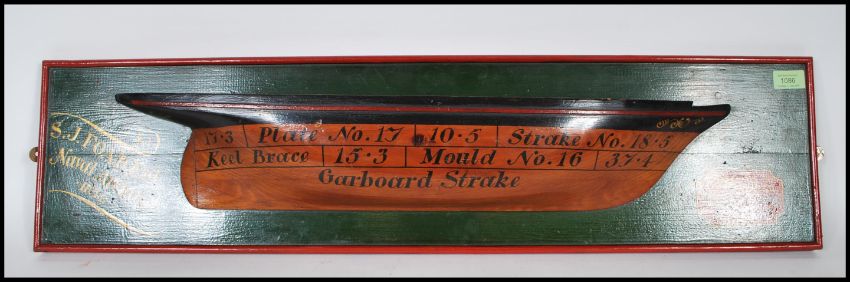 S.J.
Naval
17·3 Plate No. 17 10·5 Strake No. 18·5
Keel Brace 15·3 Mould No. 16 37·4
Garboard Strake
1086